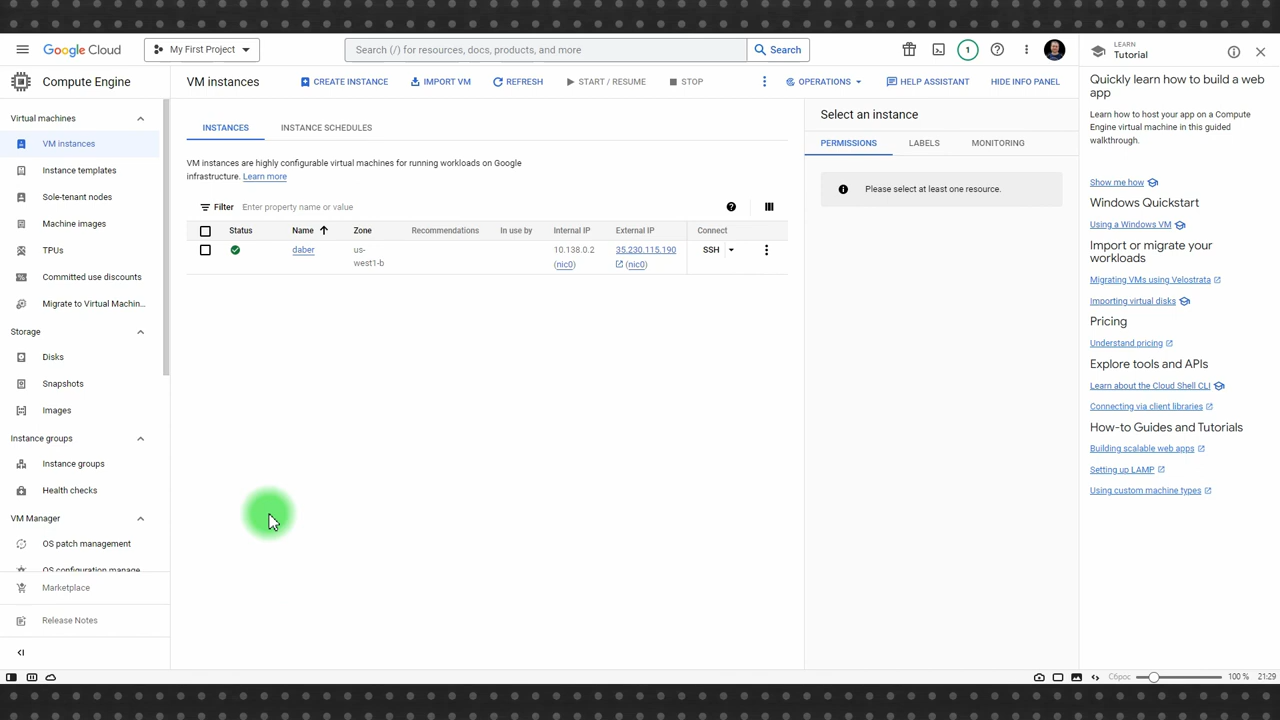 Google Cloud
My First Project
Search (/) for resources, docs, products, and more
Search
1
LEARN
Tutorial
Compute Engine
VM instances
CREATE INSTANCE
IMPORT VM
REFRESH
START / RESUME
STOP
OPERATIONS
HELP ASSISTANT
HIDE INFO PANEL
Virtual machines
VM instances
Instance templates
Sole-tenant nodes
Machine images
TPUs
Committed use discounts
Migrate to Virtual Machin...
Storage
Disks
Snapshots
Images
Instance groups
Instance groups
Health checks
VM Manager
OS patch management
OS configuration manage
Marketplace
Release Notes
INSTANCES
INSTANCE SCHEDULES
VM instances are highly configurable virtual machines for running workloads on Google
infrastructure. Learn more
Filter Enter property name or value
Status Name Zone Recommendations In use by Internal IP External IP Connect
daber us- 10.138.0.2 35.230.115.190 SSH
west1-b (nic0) (nic0)
Select an instance
PERMISSIONS LABELS MONITORING
Please select at least one resource.
Quickly learn how to build a web
app
Learn how to host your app on a
Compute Engine virtual machine in this guided
walkthrough.
Show me how
Windows Quickstart
Using a Windows VM
Import or migrate your
workloads
Migrating VMs using Velostrata
Importing virtual disks
Pricing
Understand pricing
Explore tools and APIs
Learn about the Cloud Shell CLI
Connecting via client libraries
How-to Guides and Tutorials
Building scalable web apps
Setting up LAMP
Using custom machine types
Сброс 100 % 21:29